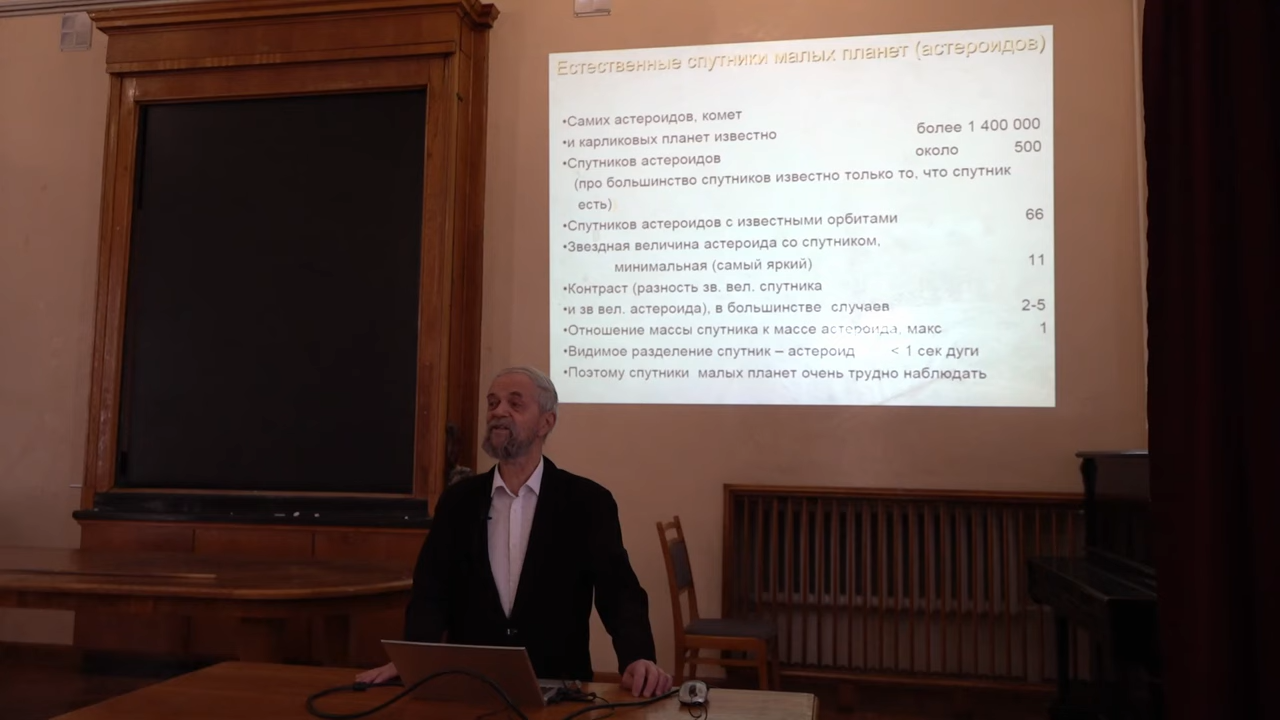 Естественные спутники малых планет (астероидов)
•Самих астероидов, комет
•и карликовых планет известно более 1 400 000
•Спутников астероидов около 500
(про большинство спутников известно только то, что спутник
есть)
•Спутников астероидов с известными орбитами 66
•Звездная величина астероида со спутником,
минимальная (самый яркий) 11
•Контраст (разность зв. вел. спутника
•и зв вел. астероида), в большинстве случаев 2-5
•Отношение массы спутника к массе астероида, макс 1
•Видимое разделение спутник – астероид < 1 сек дуги
•Поэтому спутники малых планет очень трудно наблюдать